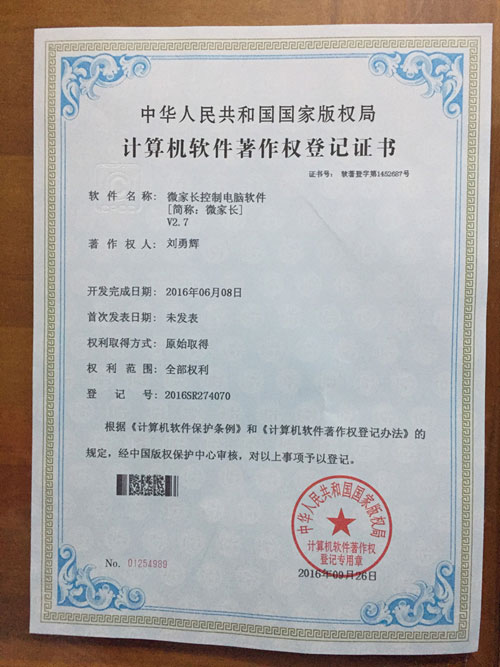 中华人民共和国国家版权局
计算机软件著作权登记证书
证书号： 软著登字第1452687号
软件名称： 微家长控制电脑软件
[简称：微家长]
V2.7
著作权人： 刘勇辉
开发完成日期： 2016年06月08日
首次发表日期： 未发表
权利取得方式： 原始取得
权利范围： 全部权利
登记号： 2016SR274070
根据《计算机软件保护条例》和《计算机软件著作权登记办法》的
规定，经中国版权保护中心审核，对以上事项予以登记。
中华人民共和国国家版权局
计算机软件著作权
登记专用章
No. 01254980
2016年09月26日